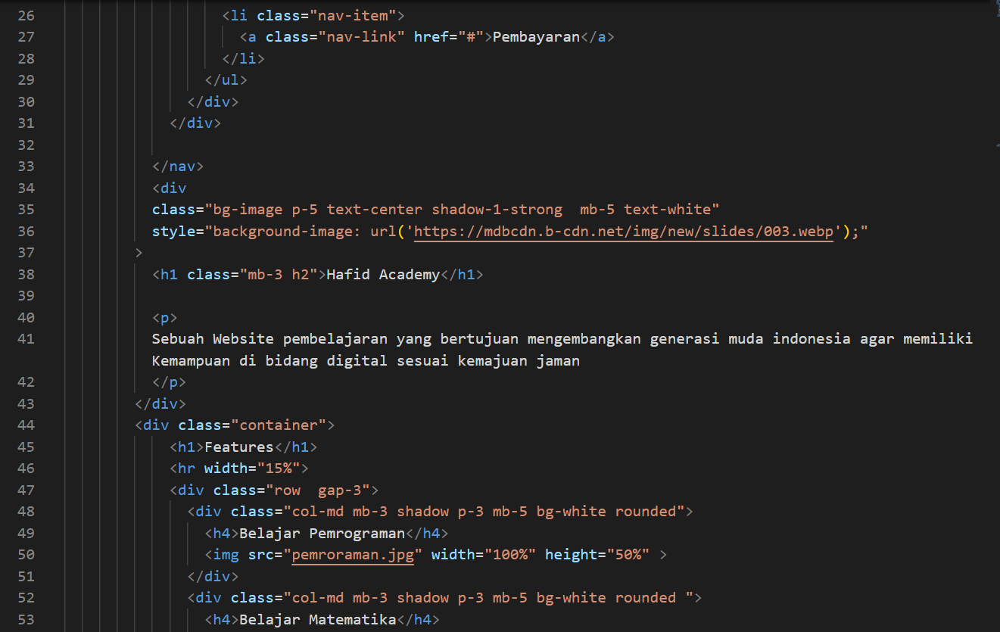 26 <li class="nav-item">
27 <a class="nav-link" href="#">Pembayaran</a>
28 </li>
29 </ul>
30 </div>
31 </div>
32
33 </nav>
34 <div
35 class="bg-image p-5 text-center shadow-1-strong  mb-5 text-white"
36 style="background-image: url('https://mdbcdn.b-cdn.net/img/new/slides/003.webp');"
37 >
38 <h1 class="mb-3 h2">Hafid Academy</h1>
39
40 <p>
41 Sebuah Website pembelajaran yang bertujuan mengembangkan generasi muda indonesia agar memiliki
Kemampuan di bidang digital sesuai kemajuan jaman
42 </p>
43 </div>
44 <div class="container">
45 <h1>Features</h1>
46 <hr width="15%">
47 <div class="row  gap-3">
48 <div class="col-md mb-3 shadow p-3 mb-5 bg-white rounded">
49 <h4>Belajar Pemrograman</h4>
50 <img src="pemroraman.jpg" width="100%" height="50%" >
51 </div>
52 <div class="col-md mb-3 shadow p-3 mb-5 bg-white rounded ">
53 <h4>Belajar Matematika</h4>